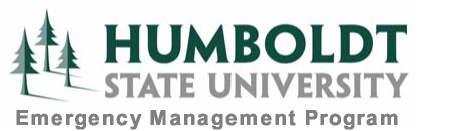 HUMBOLDT
STATE UNIVERSITY
Emergency Management Program